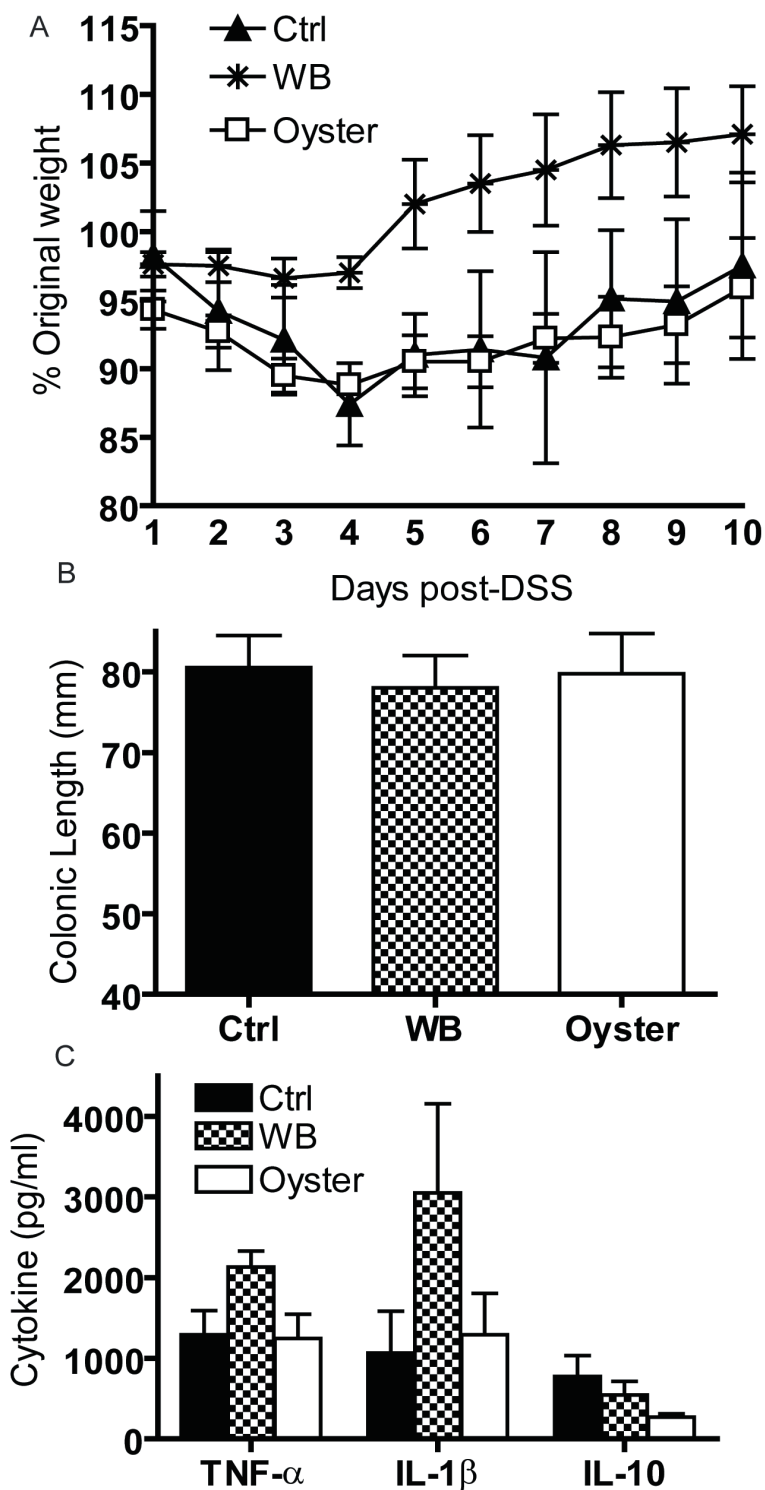 A
Ctrl
WB
Oyster
% Original weight
115
110
105
100
95
90
85
80
1 2 3 4 5 6 7 8 9 10
Days post-DSS
B
Colonic Length (mm)
80
70
60
50
40
Ctrl WB Oyster
C
Ctrl
WB
Oyster
Cytokine (pg/ml)
4000
3000
2000
1000
0
TNF-α IL-1β IL-10